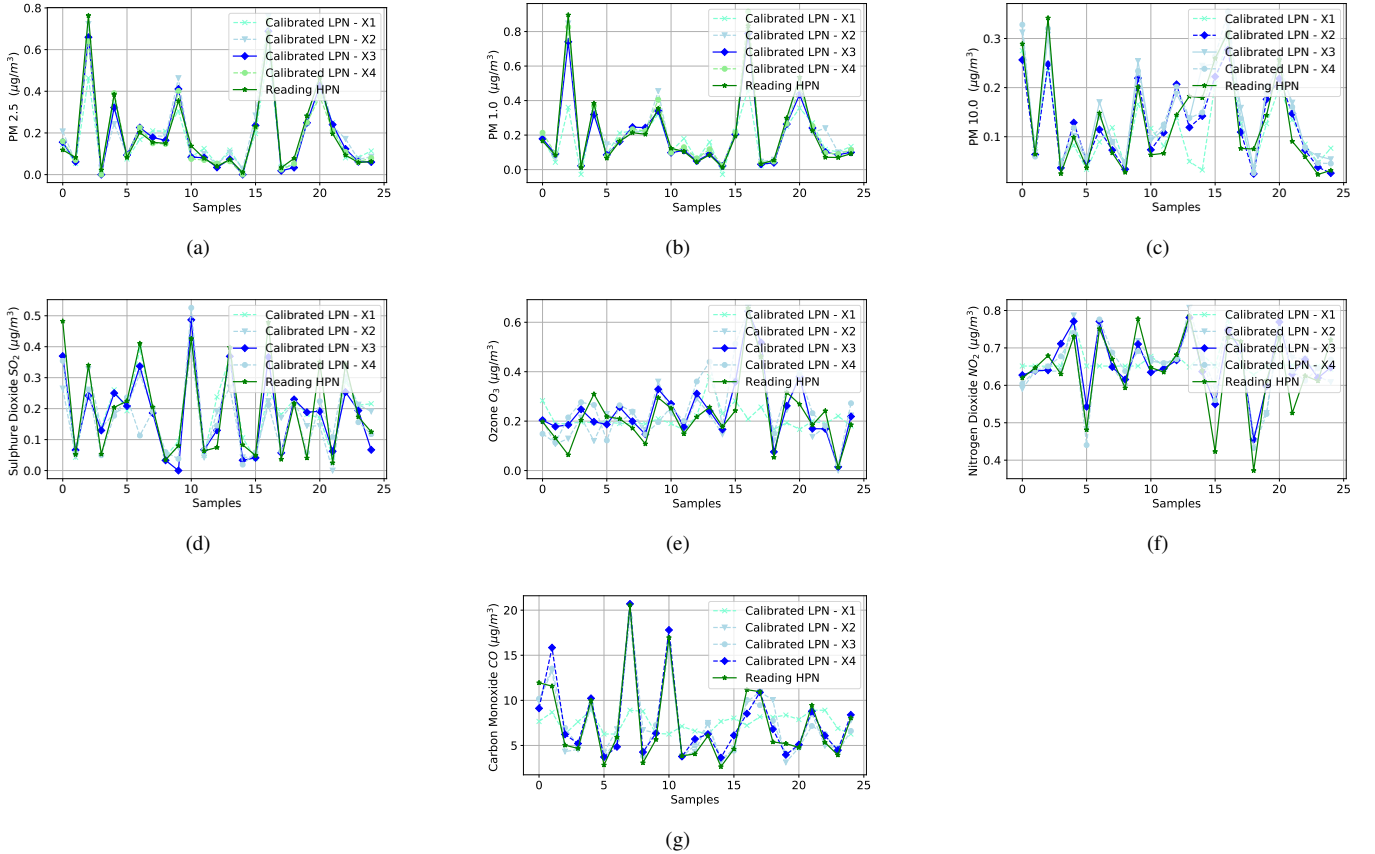 PM 2.5 (μg/m³)
0.8
0.6
0.4
0.2
0.0
0 5 10 15 20 25
Samples
Calibrated LPN - X1
Calibrated LPN - X2
Calibrated LPN - X3
Calibrated LPN - X4
Reading HPN
(a)
PM 1.0 (μg/m³)
0.8
0.6
0.4
0.2
0.0
0 5 10 15 20 25
Samples
Calibrated LPN - X1
Calibrated LPN - X2
Calibrated LPN - X3
Calibrated LPN - X4
Reading HPN
(b)
PM 10.0 (μg/m³)
0.3
0.2
0.1
0 5 10 15 20 25
Samples
Calibrated LPN - X1
Calibrated LPN - X2
Calibrated LPN - X3
Calibrated LPN - X4
Reading HPN
(c)
Sulphure Dioxide SO₂ (μg/m³)
0.5
0.4
0.3
0.2
0.1
0.0
0 5 10 15 20 25
Samples
Calibrated LPN - X1
Calibrated LPN - X2
Calibrated LPN - X3
Calibrated LPN - X4
Reading HPN
(d)
Ozone O₃ (μg/m³)
0.6
0.4
0.2
0.0
0 5 10 15 20 25
Samples
Calibrated LPN - X1
Calibrated LPN - X2
Calibrated LPN - X3
Calibrated LPN - X4
Reading HPN
(e)
Nitrogen Dioxide NO₂ (μg/m³)
0.8
0.7
0.6
0.5
0.4
0 5 10 15 20 25
Samples
Calibrated LPN - X1
Calibrated LPN - X2
Calibrated LPN - X3
Calibrated LPN - X4
Reading HPN
(f)
Carbon Monoxide CO (μg/m³)
20
15
10
5
0 5 10 15 20 25
Samples
Calibrated LPN - X1
Calibrated LPN - X2
Calibrated LPN - X3
Calibrated LPN - X4
Reading HPN
(g)